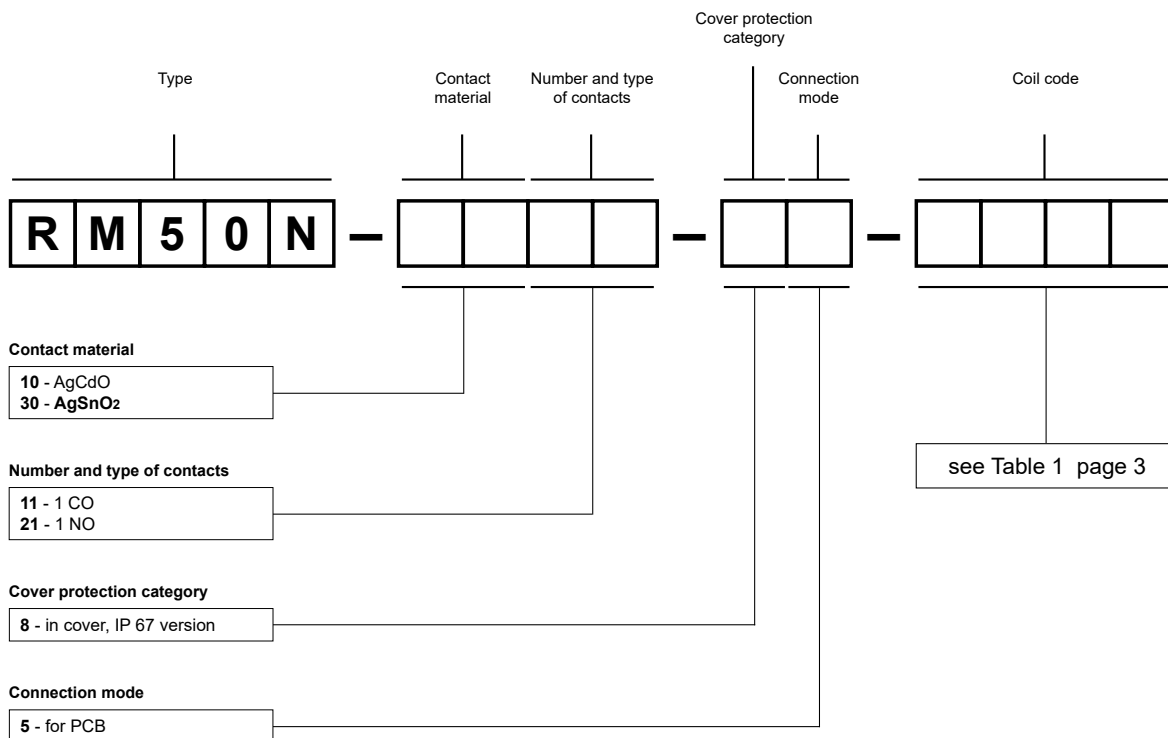 Cover protection
category
Type
Contact
material
Number and type
of contacts
Connection
mode
Coil code
R M 5 0 N – – –
Contact material
10 - AgCdO
30 - AgSnO2
Number and type of contacts
11 - 1 CO
21 - 1 NO
see Table 1 page 3
Cover protection category
8 - in cover, IP 67 version
Connection mode
5 - for PCB